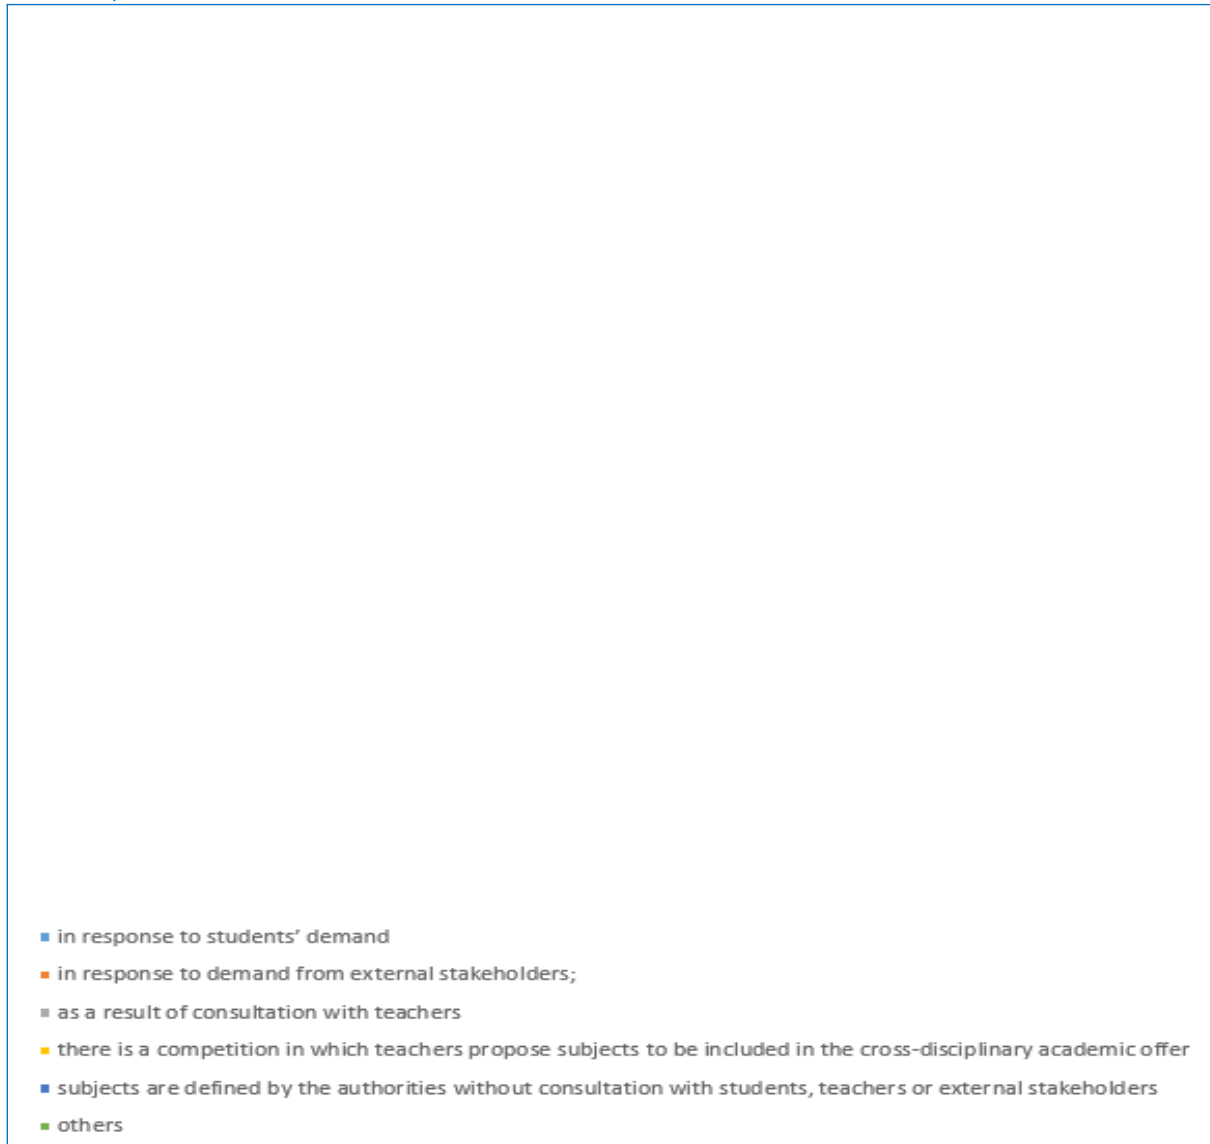 in response to students’ demand
in response to demand from external stakeholders;
as a result of consultation with teachers
there is a competition in which teachers propose subjects to be included in the cross-disciplinary academic offer
subjects are defined by the authorities without consultation with students, teachers or external stakeholders
others